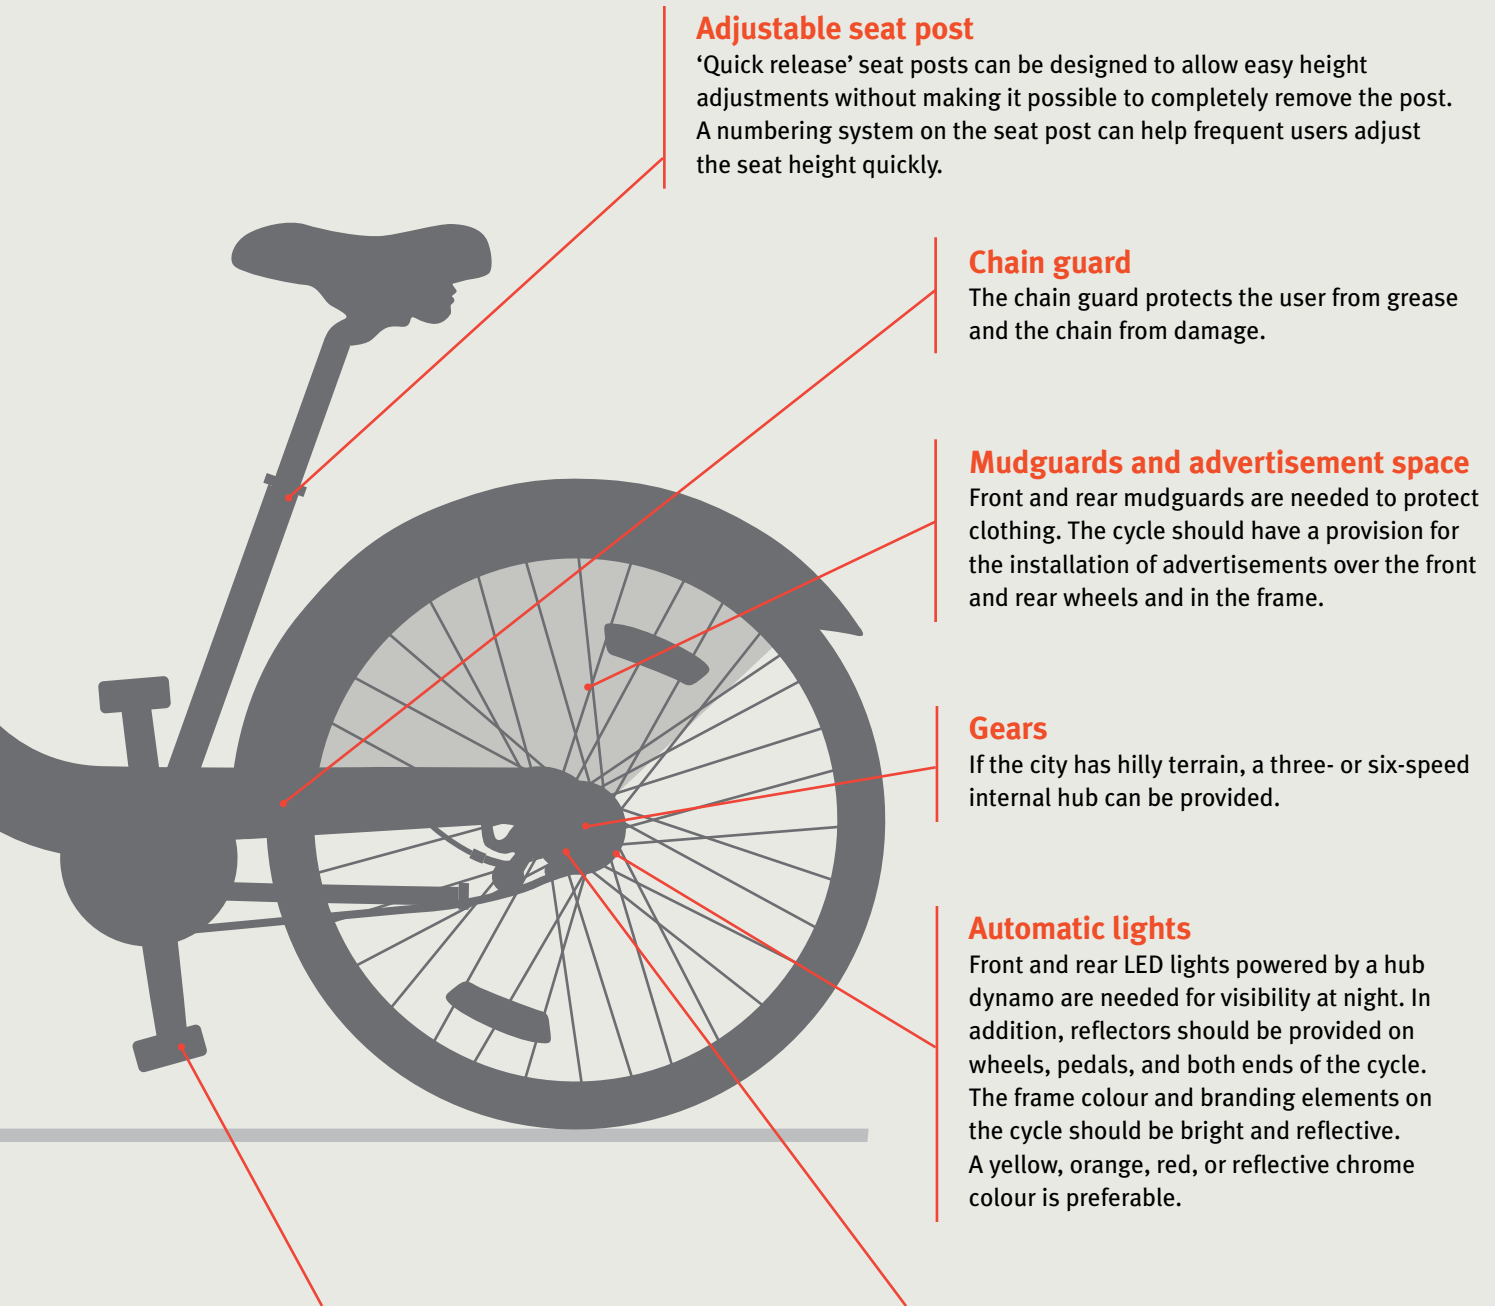 Adjustable seat post
‘Quick release’ seat posts can be designed to allow easy height
adjustments without making it possible to completely remove the post.
A numbering system on the seat post can help frequent users adjust
the seat height quickly.
Chain guard
The chain guard protects the user from grease
and the chain from damage.
Mudguards and advertisement space
Front and rear mudguards are needed to protect
clothing. The cycle should have a provision for
the installation of advertisements over the front
and rear wheels and in the frame.
Gears
If the city has hilly terrain, a three- or six-speed
internal hub can be provided.
Automatic lights
Front and rear LED lights powered by a hub
dynamo are needed for visibility at night. In
addition, reflectors should be provided on
wheels, pedals, and both ends of the cycle.
The frame colour and branding elements on
the cycle should be bright and reflective.
A yellow, orange, red, or reflective chrome
colour is preferable.